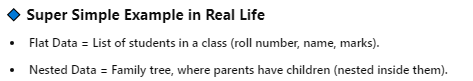 🔷 Super Simple Example in Real Life
• Flat Data = List of students in a class (roll number, name, marks).
• Nested Data = Family tree, where parents have children (nested inside them).